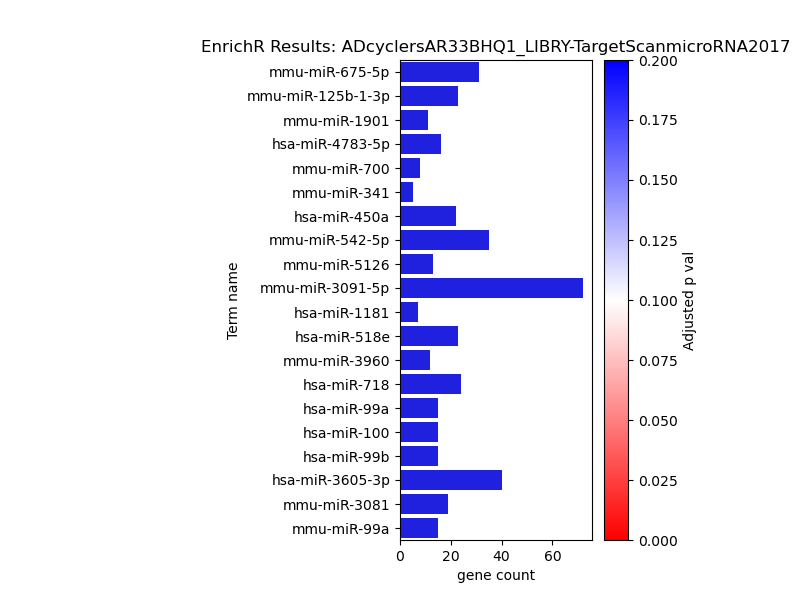 EnrichR Results: ADcyclersAR33BHQ1_LIBRY-TargetScanmicroRNA2017
mmu-miR-675-5p
mmu-miR-125b-1-3p
mmu-miR-1901
hsa-miR-4783-5p
mmu-miR-700
mmu-miR-341
hsa-miR-450a
mmu-miR-542-5p
mmu-miR-5126
mmu-miR-3091-5p
hsa-miR-1181
hsa-miR-518e
mmu-miR-3960
hsa-miR-718
hsa-miR-99a
hsa-miR-100
hsa-miR-99b
hsa-miR-3605-3p
mmu-miR-3081
mmu-miR-99a
Term name
0 20 40 60
gene count
0.200
0.175
0.150
0.125
0.100
0.075
0.050
0.025
0.000
Adjusted p val